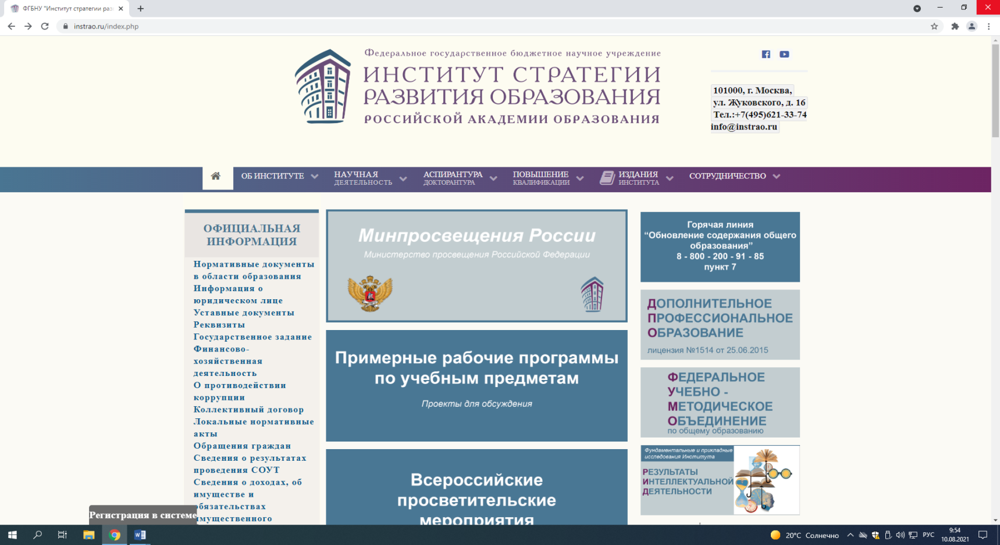 ФГБНУ "Институт стратегии раз
instrao.ru/index.php
Федеральное государственное бюджетное научное учреждение
ИНСТИТУТ СТРАТЕГИИ
РАЗВИТИЯ ОБРАЗОВАНИЯ
РОССИЙСКОЙ АКАДЕМИИ ОБРАЗОВАНИЯ
101000, г. Москва,
ул. Жуковского, д. 16
Тел.:+7(495)621-33-74
info@instrao.ru
ОБ ИНСТИТУТЕ
НАУЧНАЯ
ДЕЯТЕЛЬНОСТЬ
АСПИРАНТУРА
ДОКТОРАНТУРА
ПОВЫШЕНИЕ
КВАЛИФИКАЦИИ
ИЗДАНИЯ
ИНСТИТУТА
СОТРУДНИЧЕСТВО
ОФИЦИАЛЬНАЯ
ИНФОРМАЦИЯ
Нормативные документы
в области образования
Информация о
юридическом лице
Уставные документы
Реквизиты
Государственное задание
Финансово-
хозяйственная
деятельность
О противодействии
коррупции
Коллективный договор
Локальные нормативные
акты
Обращения граждан
Сведения о результатах
проведения СОУТ
Сведения о доходах, об
имуществе и
обязательствах
имущественного
Регистрация в системе
Минпросвещения России
Министерство просвещения Российской Федерации
Примерные рабочие программы
по учебным предметам
Проекты для обсуждения
Всероссийские
просветительские
мероприятия
Горячая линия
“Обновление содержания общего
образования”
8 - 800 - 200 - 91 - 85
пункт 7
ДОПОЛНИТЕЛЬНОЕ
ПРОФЕССИОНАЛЬНОЕ
ОБРАЗОВАНИЕ
лицензия №1514 от 25.06.2015
ФЕДЕРАЛЬНОЕ
УЧЕБНО -
МЕТОДИЧЕСКОЕ
ОБЪЕДИНЕНИЕ
по общему образованию
Фундаментальные и прикладные
исследования Института
РЕЗУЛЬТАТЫ
ИНТЕЛЛЕКТУАЛЬНОЙ
ДЕЯТЕЛЬНОСТИ
20°C Солнечно
РУС
9:54
10.08.2021